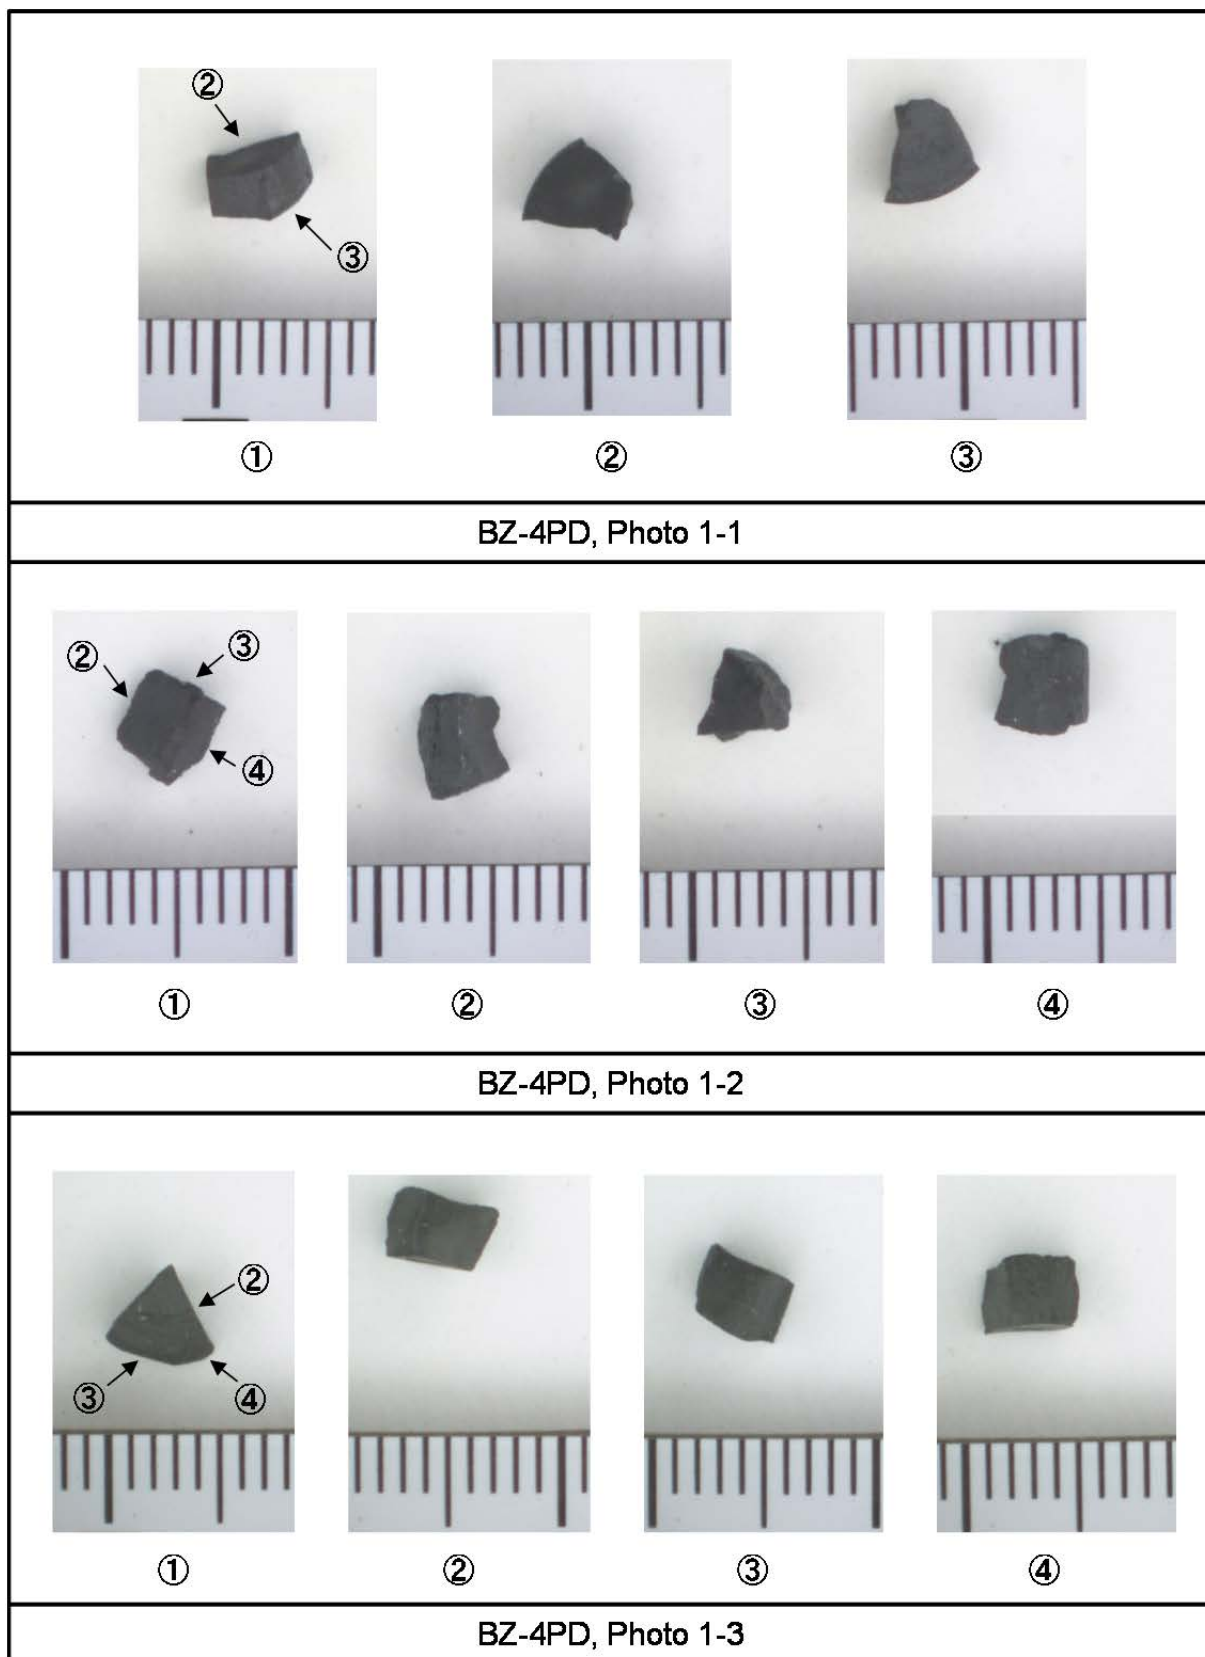 ②
③
① ② ③
BZ-4PD, Photo 1-1
③
②
④
① ② ③ ④
BZ-4PD, Photo 1-2
②
③ ④
① ② ③ ④
BZ-4PD, Photo 1-3